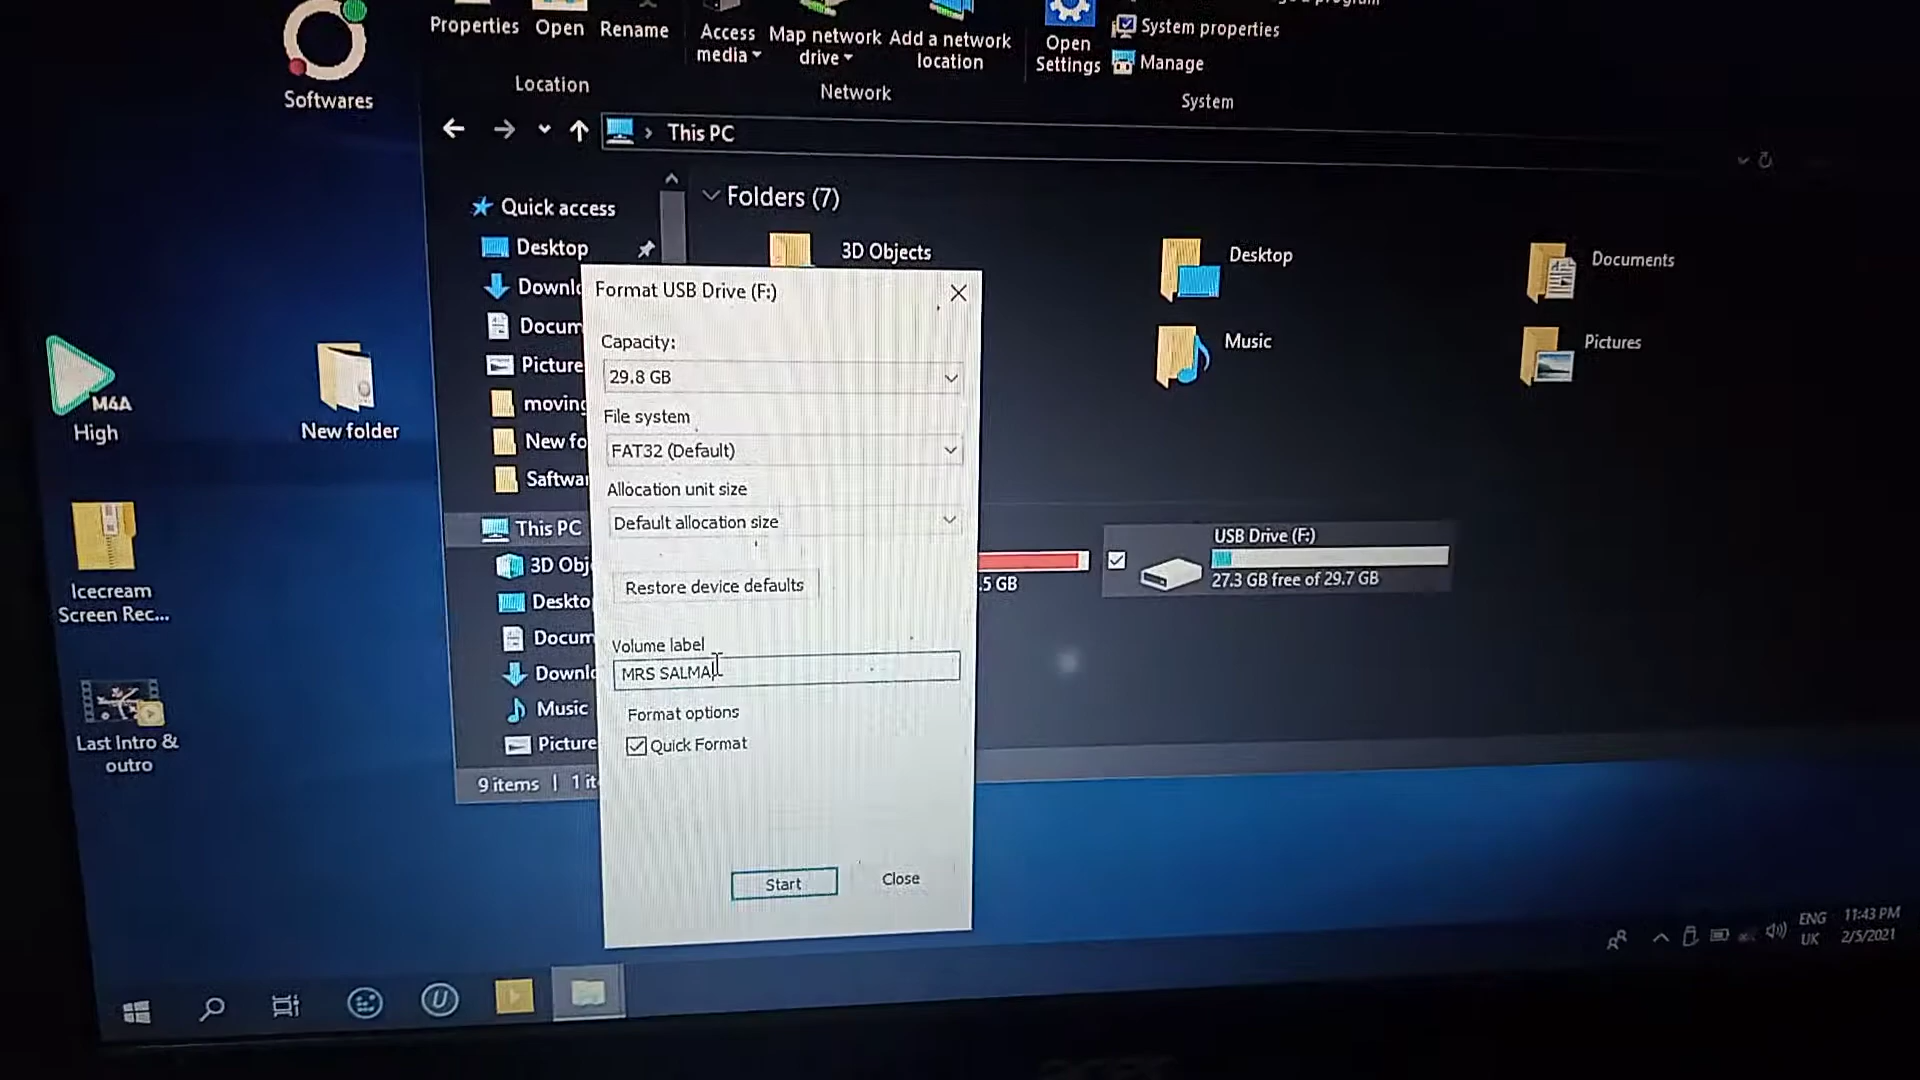 Properties
Open
Rename
Access
media
Map network
drive
Add a network
location
Open
Settings
System properties
Manage
Location
Network
System
Softwares
This PC
Quick access
Folders (7)
Desktop
3D Objects
Desktop
Documents
Downl
Docum
Music
Pictures
Picture
moving
New fo
Saftwar
This PC
3D Obj
Deskto
Docum
Downl
Music
Picture
9 items
1 it
Format USB Drive (F:)
Capacity:
29.8 GB
File system
FAT32 (Default)
Allocation unit size
Default allocation size
Restore device defaults
Volume label
MRS SALMA
Format options
Quick Format
Start
Close
.5 GB
USB Drive (F:)
27.3 GB free of 29.7 GB
M4A
High
New folder
Icecream
Screen Rec...
Last Intro &
outro
ENG
UK
11:43 PM
2/5/2021